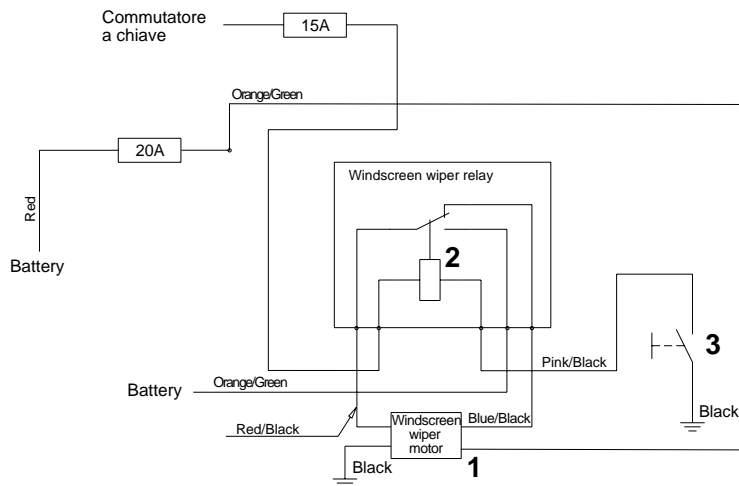 Commutatore
a chiave
15A
Orange/Green
20A
Red
Battery
Windscreen wiper relay
2
3
Pink/Black
Battery
Orange/Green
Red/Black
Windscreen
wiper
motor
Blue/Black
Black
Black
1